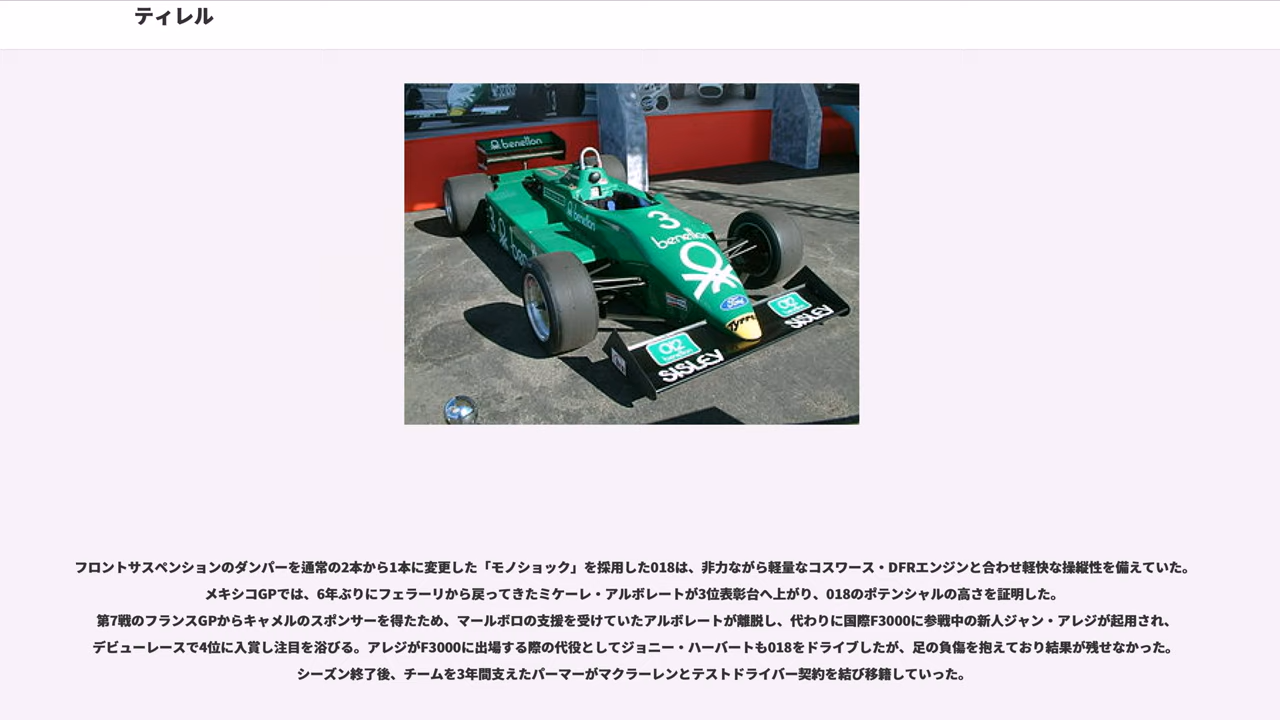 ティレル
benetton
3
benetton
3
benetton
Ford
Tyrrell
012
benetton
SISLEY
012
SISLEY
フロントサスペンションのダンパーを通常の2本から1本に変更した「モノショック」を採用した018は、非力ながら軽量なコスワース・DFRエンジンと合わせ軽快な操縦性を備えていた。
メキシコGPでは、6年ぶりにフェラーリから戻ってきたミケーレ・アルボレートが3位表彰台へ上がり、018のポテンシャルの高さを証明した。
第7戦のフランスGPからキャメルのスポンサーを得たため、マールボロの支援を受けていたアルボレートが離脱し、代わりに国際F3000に参戦中の新人ジャン・アレジが起用され、
デビューレースで4位に入賞し注目を浴びる。アレジがF3000に出場する際の代役としてジョニー・ハーバートも018をドライブしたが、足の負傷を抱えており結果が残せなかった。
シーズン終了後、チームを3年間支えたパーマーがマクラーレンとテストドライバー契約を結び移籍していった。